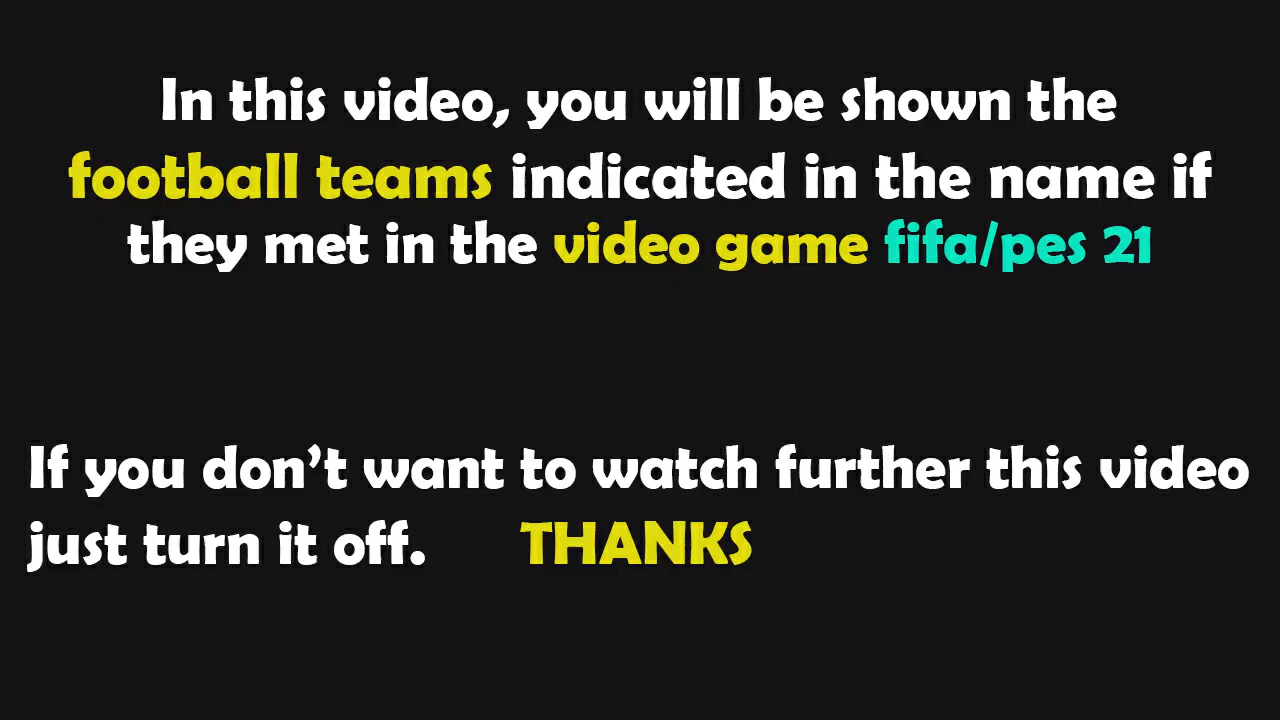 In this video, you will be shown the
football teams indicated in the name if
they met in the video game fifa/pes 21
If you don’t want to watch further this video
just turn it off. THANKS